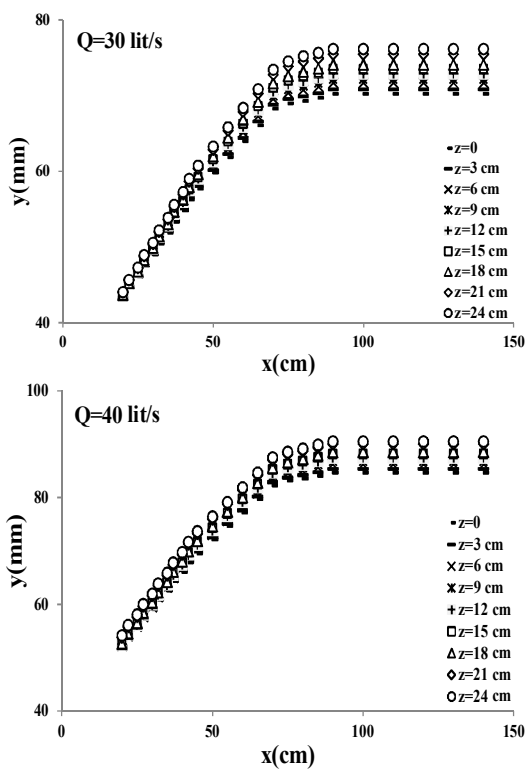 80
Q=30 lit/s
60
y(mm)
40
z=0
z=3 cm
z=6 cm
z=9 cm
z=12 cm
z=15 cm
z=18 cm
z=21 cm
z=24 cm
0 50 100 150
x(cm)
100
Q=40 lit/s
80
y(mm)
60
40
z=0
z=3 cm
z=6 cm
z=9 cm
z=12 cm
z=15 cm
z=18 cm
z=21 cm
z=24 cm
0 50 100 150
x(cm)